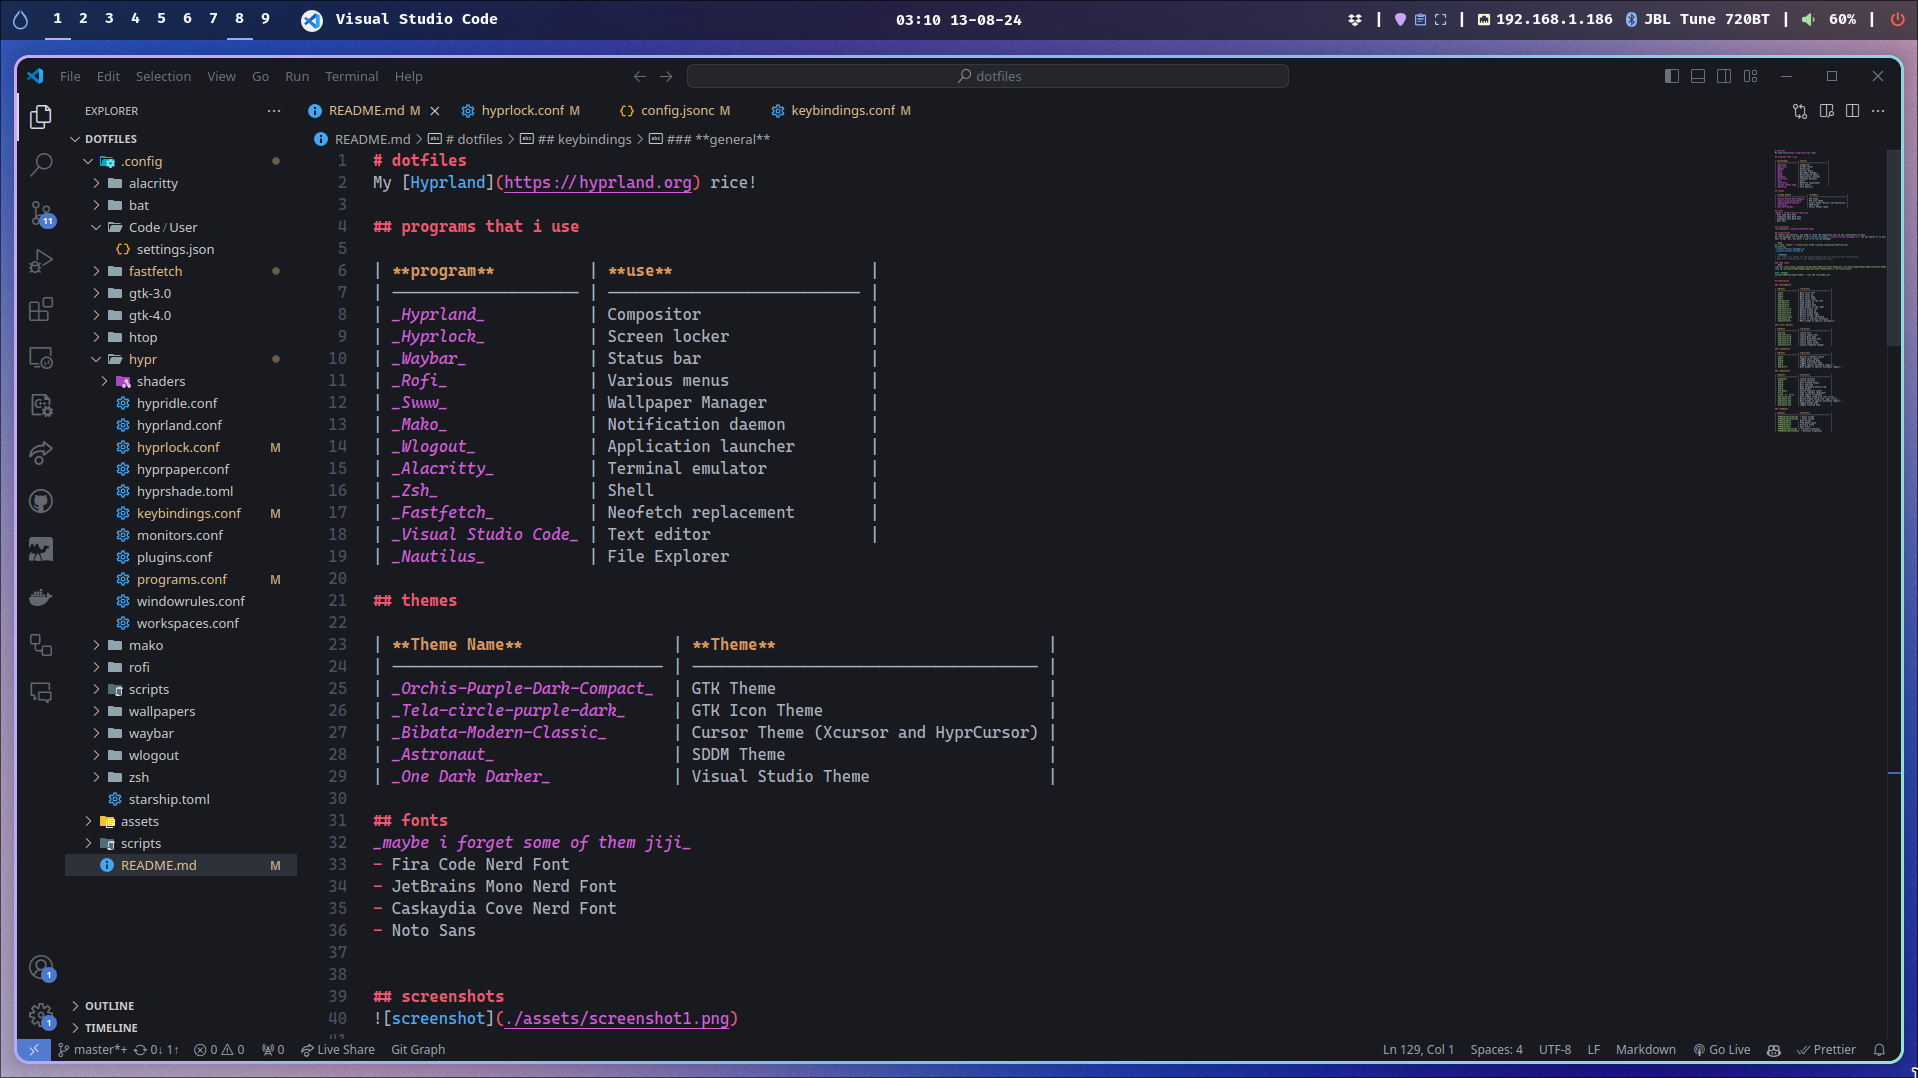 1 2 3 4 5 6 7 8 9 Visual Studio Code 03:10 13-08-24 | | 192.168.1.186 JBL Tune 720BT | 60% |
File Edit Selection View Go Run Terminal Help dotfiles
EXPLORER ...
DOTFILES
.config
alacritty
bat
Code/User
settings.json
fastfetch
gtk-3.0
gtk-4.0
htop
hypr
shaders
hypridle.conf
hyprland.conf
hyprlock.conf M
hyprpaper.conf
hyprshade.toml
keybindings.conf M
monitors.conf
plugins.conf
programs.conf M
windowrules.conf
workspaces.conf
mako
rofi
scripts
wallpapers
waybar
wlogout
zsh
starship.toml
assets
scripts
README.md M
OUTLINE
TIMELINE
11
1
1
README.md M hyprlock.conf M {} config.jsonc M keybindings.conf M
README.md > # dotfiles > ## keybindings > ### **general**
1 # dotfiles
2 My [Hyprland](https://hyprland.org) rice!
3
4 ## programs that i use
5
6 | **program** | **use** |
7 | -------------------- | --------------------------- |
8 | _Hyprland_ | Compositor |
9 | _Hyprlock_ | Screen locker |
10 | _Waybar_ | Status bar |
11 | _Rofi_ | Various menus |
12 | _Swww_ | Wallpaper Manager |
13 | _Mako_ | Notification daemon |
14 | _Wlogout_ | Application launcher |
15 | _Alacritty_ | Terminal emulator |
16 | _Zsh_ | Shell |
17 | _Fastfetch_ | Neofetch replacement |
18 | _Visual Studio Code_ | Text editor |
19 | _Nautilus_ | File Explorer
20
21 ## themes
22
23 | **Theme Name** | **Theme** |
24 | ----------------------------- | ------------------------------------- |
25 | _Orchis-Purple-Dark-Compact_ | GTK Theme |
26 | _Tela-circle-purple-dark_ | GTK Icon Theme |
27 | _Bibata-Modern-Classic_ | Cursor Theme (Xcursor and HyprCursor) |
28 | _Astronaut_ | SDDM Theme |
29 | _One Dark Darker_ | Visual Studio Theme |
30
31 ## fonts
32 _maybe i forget some of them jiji_
33 - Fira Code Nerd Font
34 - JetBrains Mono Nerd Font
35 - Caskaydia Cove Nerd Font
36 - Noto Sans
37
38
39 ## screenshots
40 ![screenshot](./assets/screenshot1.png)
master*+ 0↓ 1↑ 0 0 0 Live Share Git Graph Ln 129, Col 1 Spaces: 4 UTF-8 LF Markdown Go Live Prettier